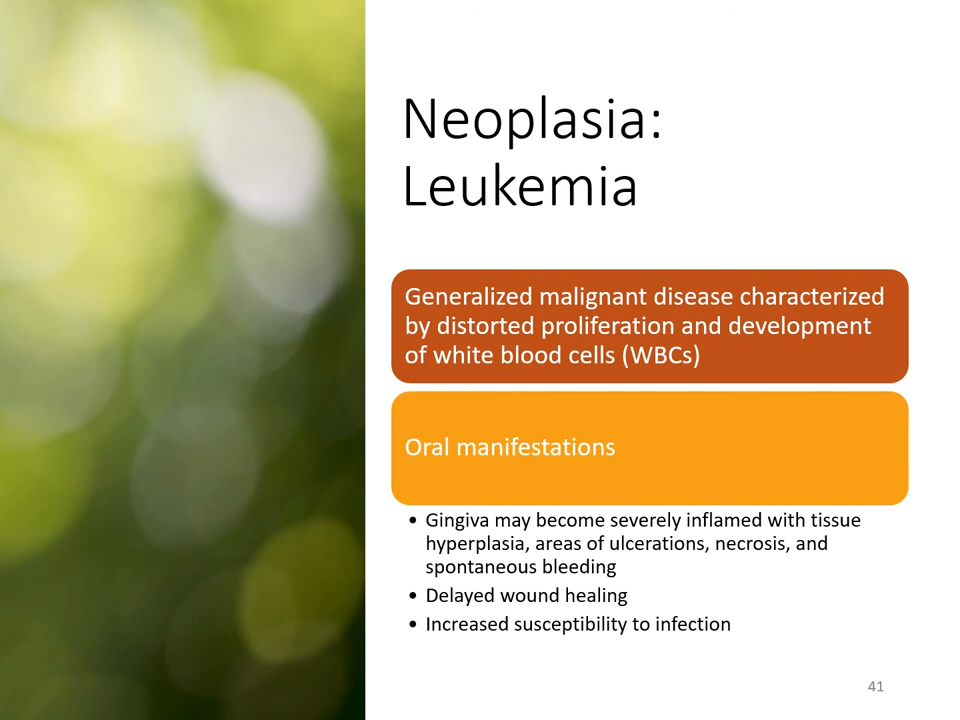 Neoplasia:
Leukemia
Generalized malignant disease characterized
by distorted proliferation and development
of white blood cells (WBCs)
Oral manifestations
• Gingiva may become severely inflamed with tissue
hyperplasia, areas of ulcerations, necrosis, and
spontaneous bleeding
• Delayed wound healing
• Increased susceptibility to infection
41